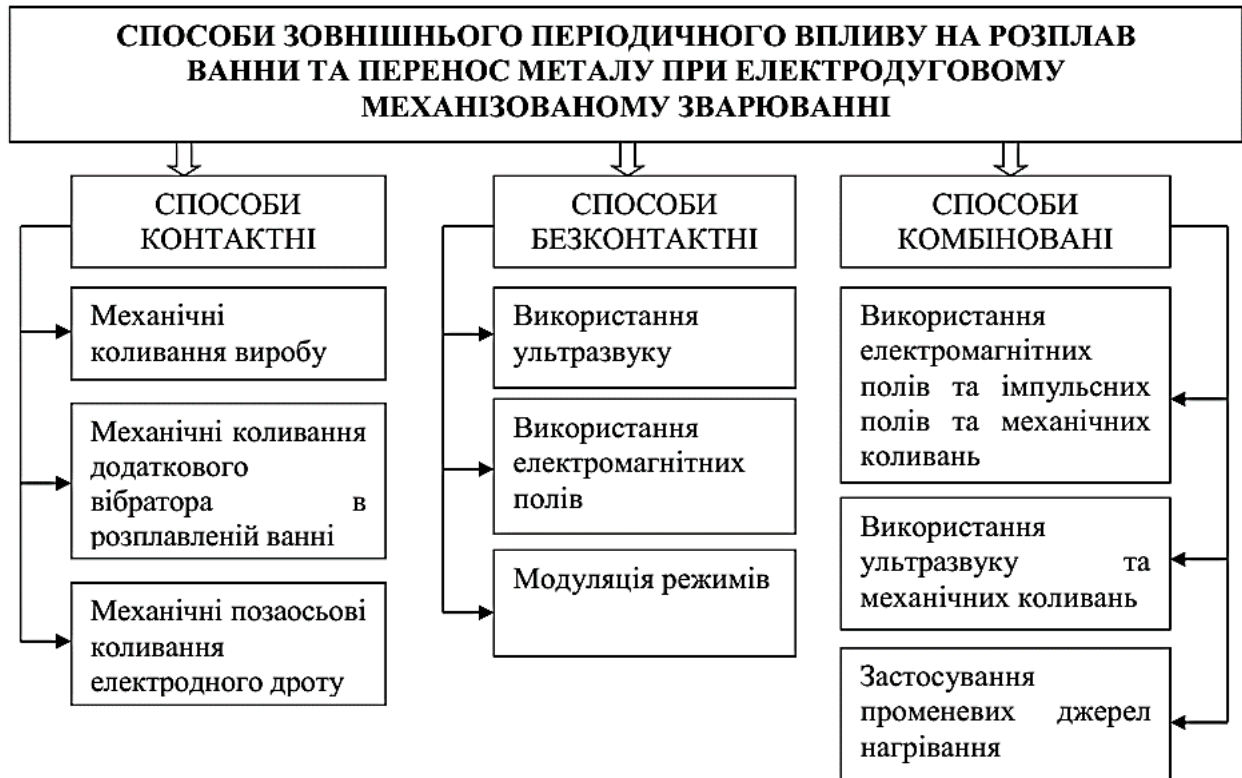 СПОСОБИ ЗОВНІШНЬОГО ПЕРІОДИЧНОГО ВПЛИВУ НА РОЗПЛАВ
ВАННИ ТА ПЕРЕНОС МЕТАЛУ ПРИ ЕЛЕКТРОДУГОВОМУ
МЕХАНІЗОВАНОМУ ЗВАРЮВАННІ
СПОСОБИ
КОНТАКТНІ
Механічні
коливання виробу
Механічні коливання
додаткового
вібратора в
розплавленій ванні
Механічні позаосьові
коливання
електродного дроту
СПОСОБИ
БЕЗКОНТАКТНІ
Використання
ультразвуку
Використання
електромагнітних
полів
Модуляція режимів
СПОСОБИ
КОМБІНОВАНІ
Використання
електромагнітних
полів та імпульсних
полів та механічних
коливань
Використання
ультразвуку та
механічних коливань
Застосування
променевих джерел
нагрівання